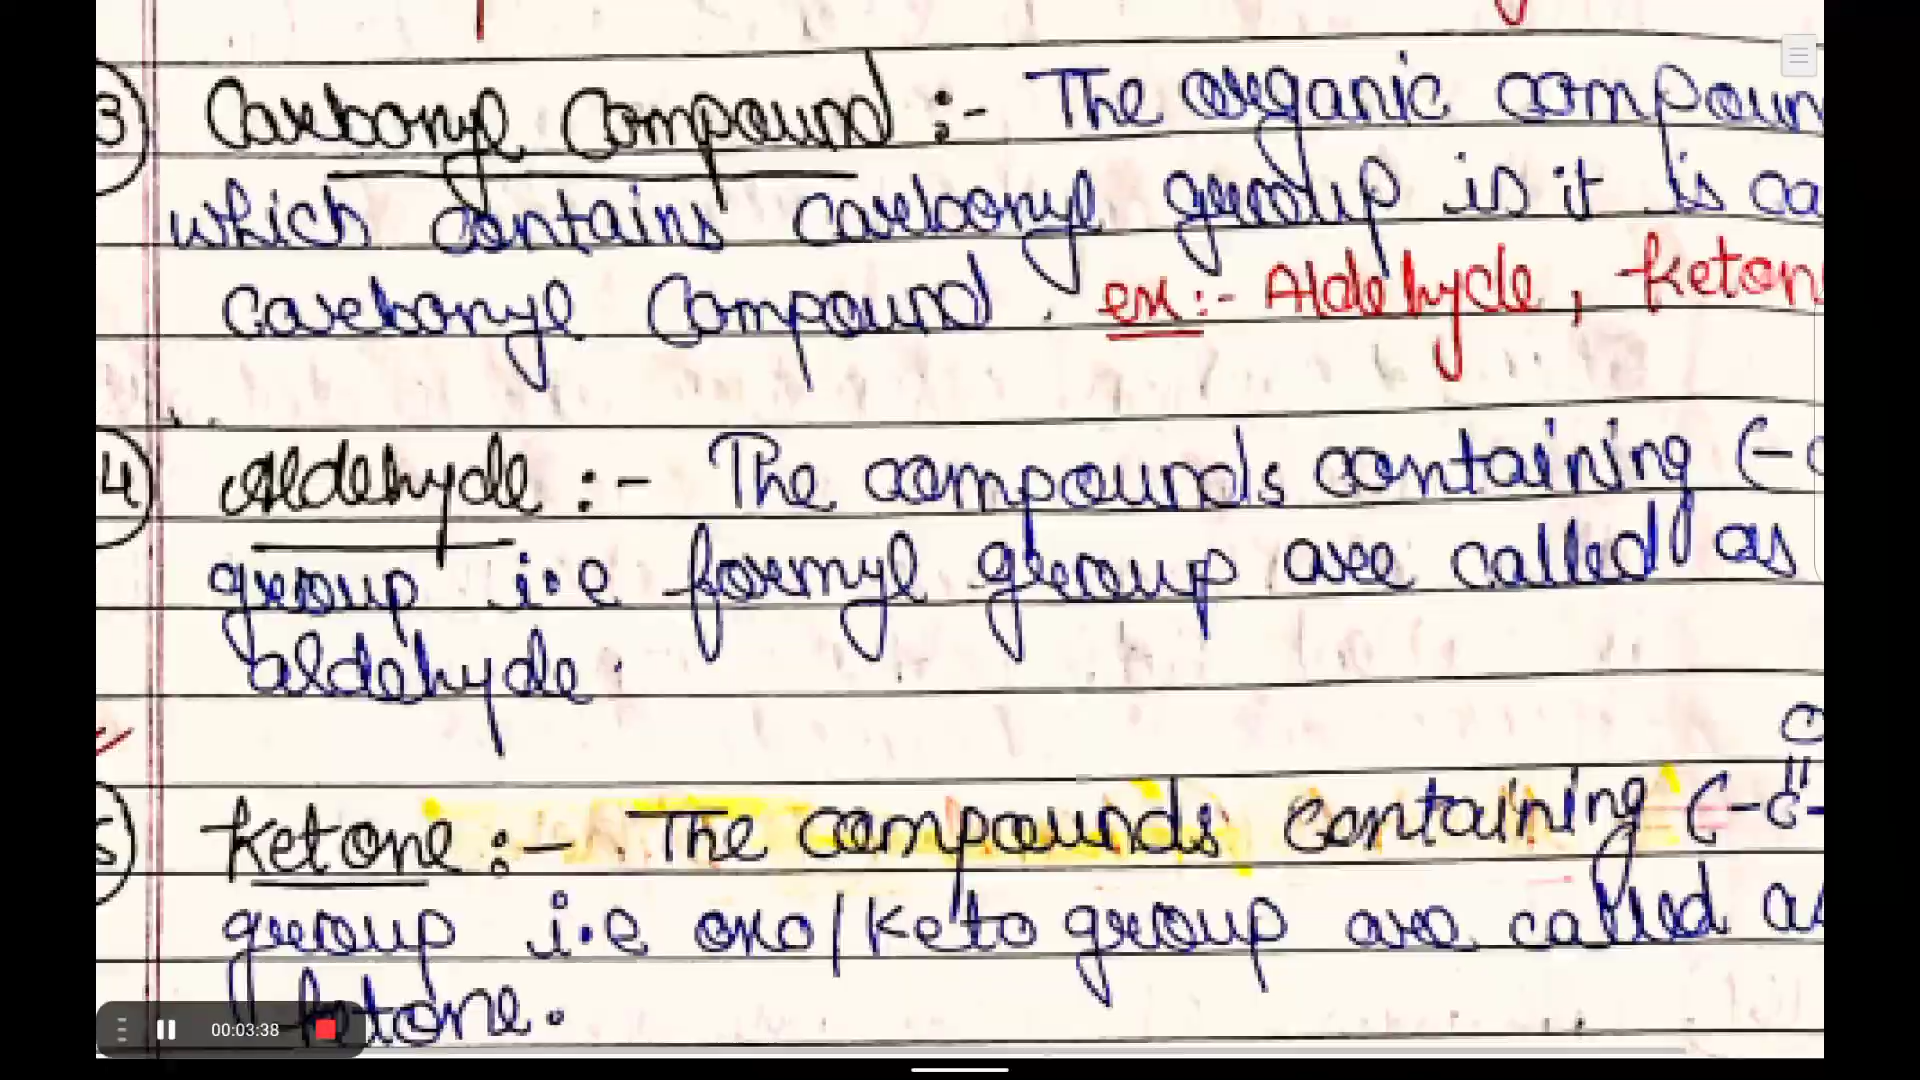 3 Carbonyl Compound :- The organic compoun
which contains carbonyl group in it is ca
carbonyl Compound. ex:- Aldehyde, keton
4 Aldehyde :- The compounds containing (-c
group i.e formyl group are called as
aldehyde.
O
5 ketone :- The compounds containing (-C-
group i.e oxo/keto group are called as
ketone.
00:03:38